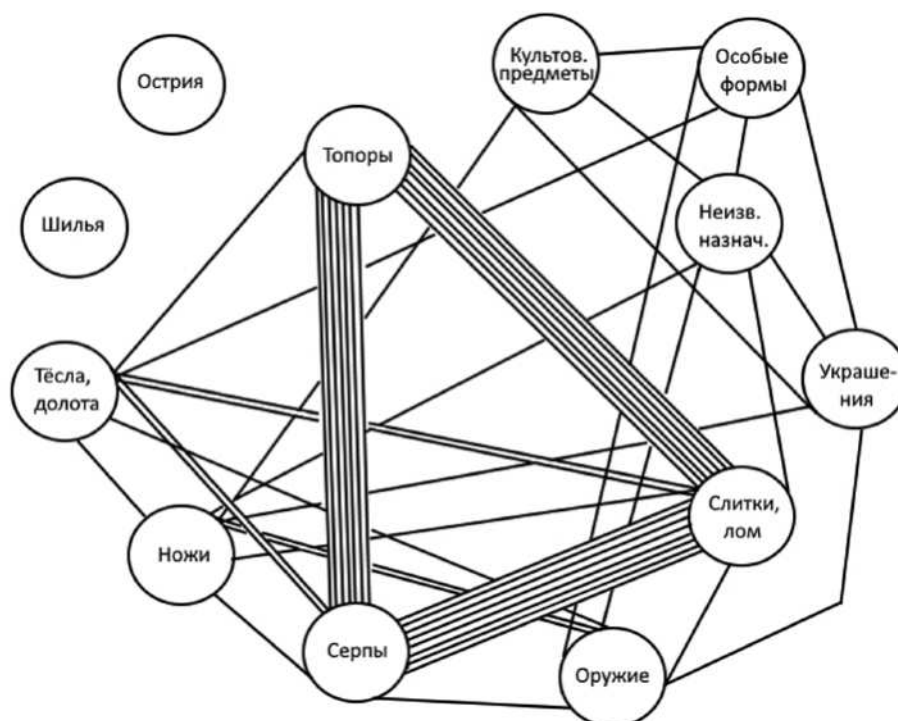 Культов.
предметы
Особые
формы
Острия
Топоры
Шилья
Неизв.
назнач.
Тёсла,
долота
Украше-
ния
Слитки,
лом
Ножи
Серпы
Оружие